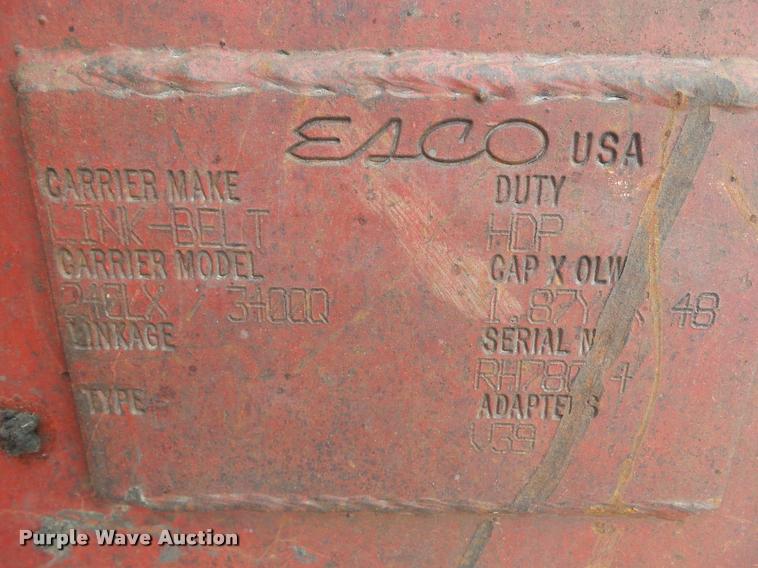 ESCO USA
CARRIER MAKE
LINK-BELT
CARRIER MODEL
240LX / 3400Q
LINKAGE
TYPE
DUTY
HDP
CAP X OLW
48
SERIAL
ADAPTERS
V39
Purple Wave Auction